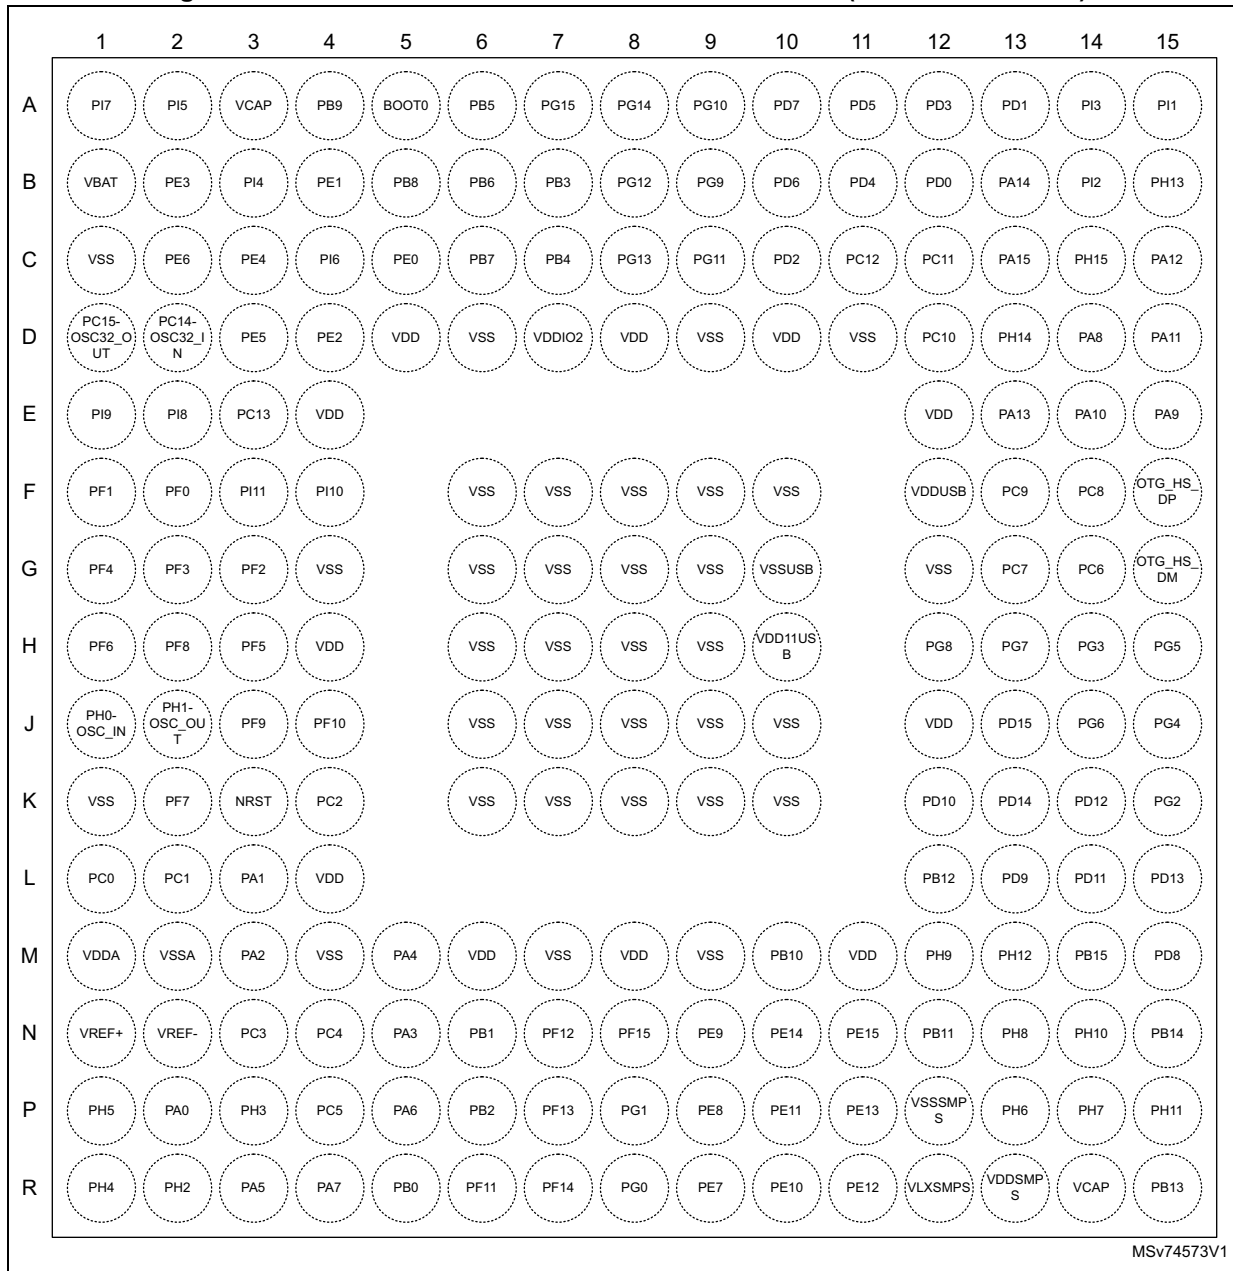 1 2 3 4 5 6 7 8 9 10 11 12 13 14 15
A PI7 PI5 VCAP PB9 BOOT0 PB5 PG15 PG14 PG10 PD7 PD5 PD3 PD1 PI3 PI1
B VBAT PE3 PI4 PE1 PB8 PB6 PB3 PG12 PG9 PD6 PD4 PD0 PA14 PI2 PH13
C VSS PE6 PE4 PI6 PE0 PB7 PB4 PG13 PG11 PD2 PC12 PC11 PA15 PH15 PA12
D PC15-OSC32_OUT PC14-OSC32_IN PE5 PE2 VDD VSS VDDIO2 VDD VSS VDD VSS PC10 PH14 PA8 PA11
E PI9 PI8 PC13 VDD VDD PA13 PA10 PA9
F PF1 PF0 PI11 PI10 VSS VSS VSS VSS VSS VDDUSB PC9 PC8 OTG_HS_DP
G PF4 PF3 PF2 VSS VSS VSS VSS VSS VSSUSB VSS PC7 PC6 OTG_HS_DM
H PF6 PF8 PF5 VDD VSS VSS VSS VSS VDD11USB PG8 PG7 PG3 PG5
J PH0-OSC_IN PH1-OSC_OUT PF9 PF10 VSS VSS VSS VSS VSS VDD PD15 PG6 PG4
K VSS PF7 NRST PC2 VSS VSS VSS VSS VSS PD10 PD14 PD12 PG2
L PC0 PC1 PA1 VDD PB12 PD9 PD11 PD13
M VDDA VSSA PA2 VSS PA4 VDD VSS VDD VSS PB10 VDD PH9 PH12 PB15 PD8
N VREF+ VREF- PC3 PC4 PA3 PB1 PF12 PF15 PE9 PE14 PE15 PB11 PH8 PH10 PB14
P PH5 PA0 PH3 PC5 PA6 PB2 PF13 PG1 PE8 PE11 PE13 VSSSMPS PH6 PH7 PH11
R PH4 PH2 PA5 PA7 PB0 PF11 PF14 PG0 PE7 PE10 PE12 VLXSMPS VDDSMPS VCAP PB13
MSv74573V1